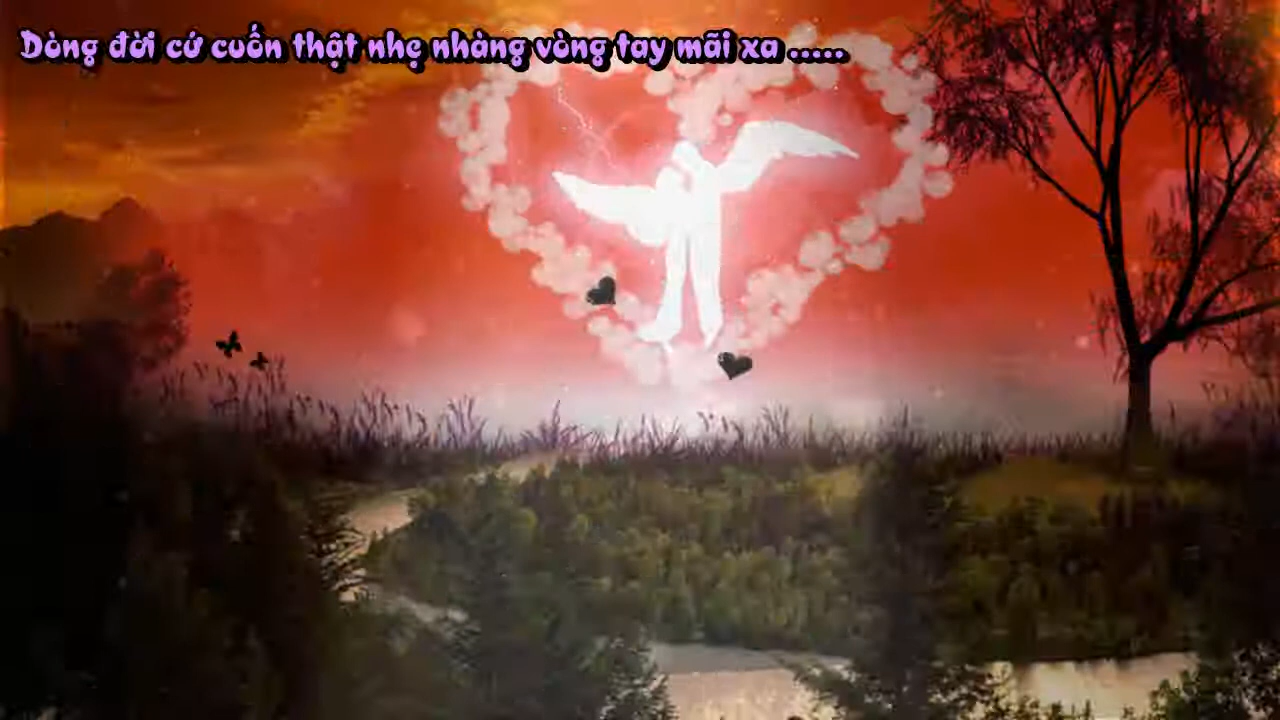 Dòng đời cứ cuốn thật nhẹ nhàng vòng tay mãi xa .....